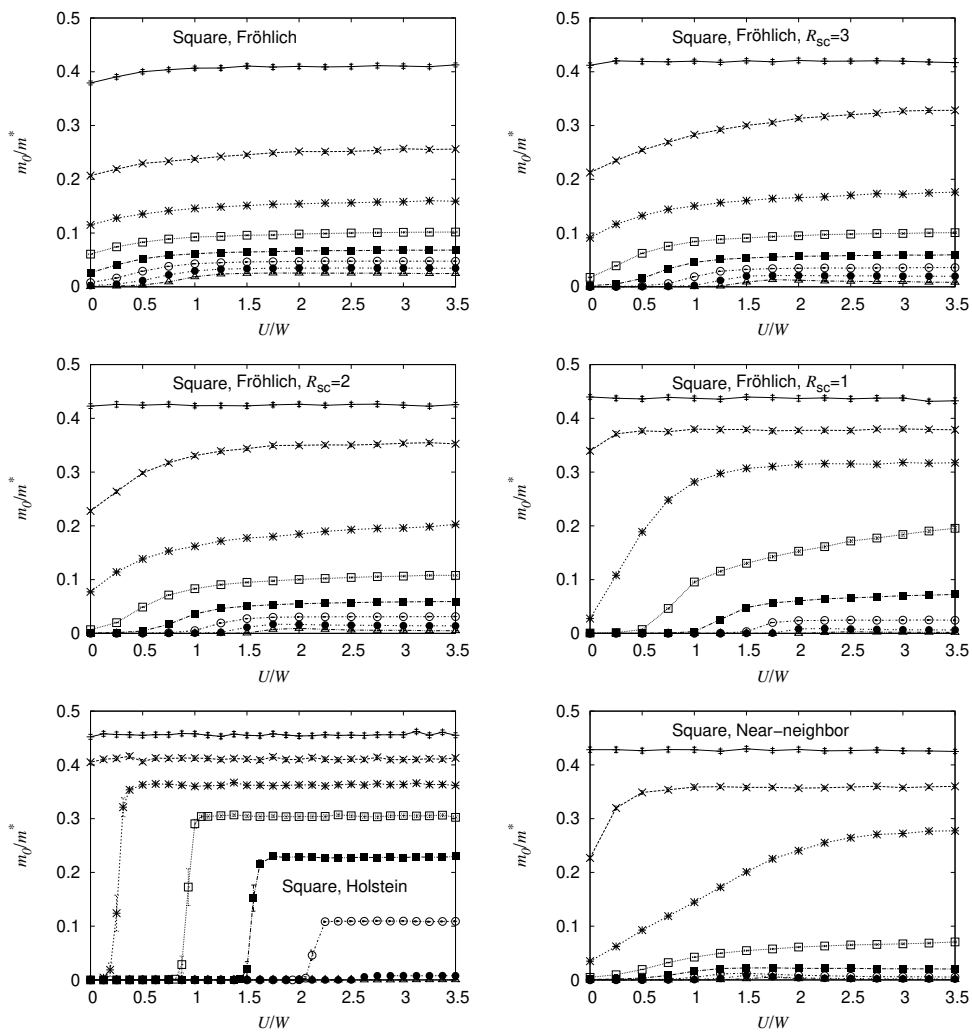 Square, Fröhlich
0.5
0.4
0.3
0.2
0.1
0
m0/m*
0 0.5 1 1.5 2 2.5 3 3.5
U/W
Square, Fröhlich, Rsc=3
0.5
0.4
0.3
0.2
0.1
0
m0/m*
0 0.5 1 1.5 2 2.5 3 3.5
U/W
Square, Fröhlich, Rsc=2
0.5
0.4
0.3
0.2
0.1
0
m0/m*
0 0.5 1 1.5 2 2.5 3 3.5
U/W
Square, Fröhlich, Rsc=1
0.5
0.4
0.3
0.2
0.1
0
m0/m*
0 0.5 1 1.5 2 2.5 3 3.5
U/W
0.5
0.4
0.3
0.2
0.1
0
m0/m*
Square, Holstein
0 0.5 1 1.5 2 2.5 3 3.5
U/W
Square, Near−neighbor
0.5
0.4
0.3
0.2
0.1
0
m0/m*
0 0.5 1 1.5 2 2.5 3 3.5
U/W